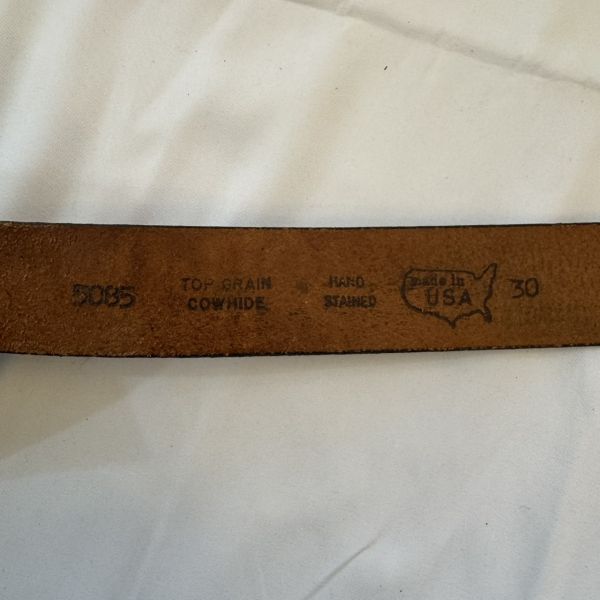 5085
TOP GRAIN
COWHIDE
HAND
STAINED
made in
USA
30